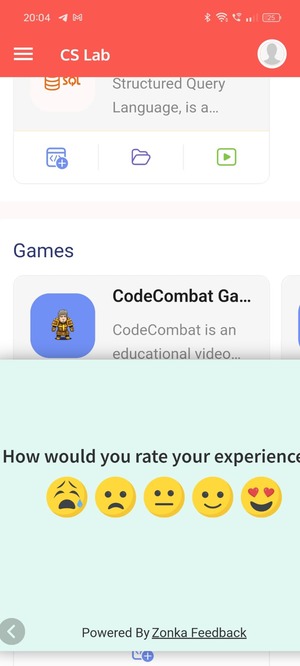 20:04
CS Lab
SQL
Structured Query
Language, is a...
Games
CodeCombat Ga...
CodeCombat is an
educational video...
How would you rate your experience
Powered By Zonka Feedback